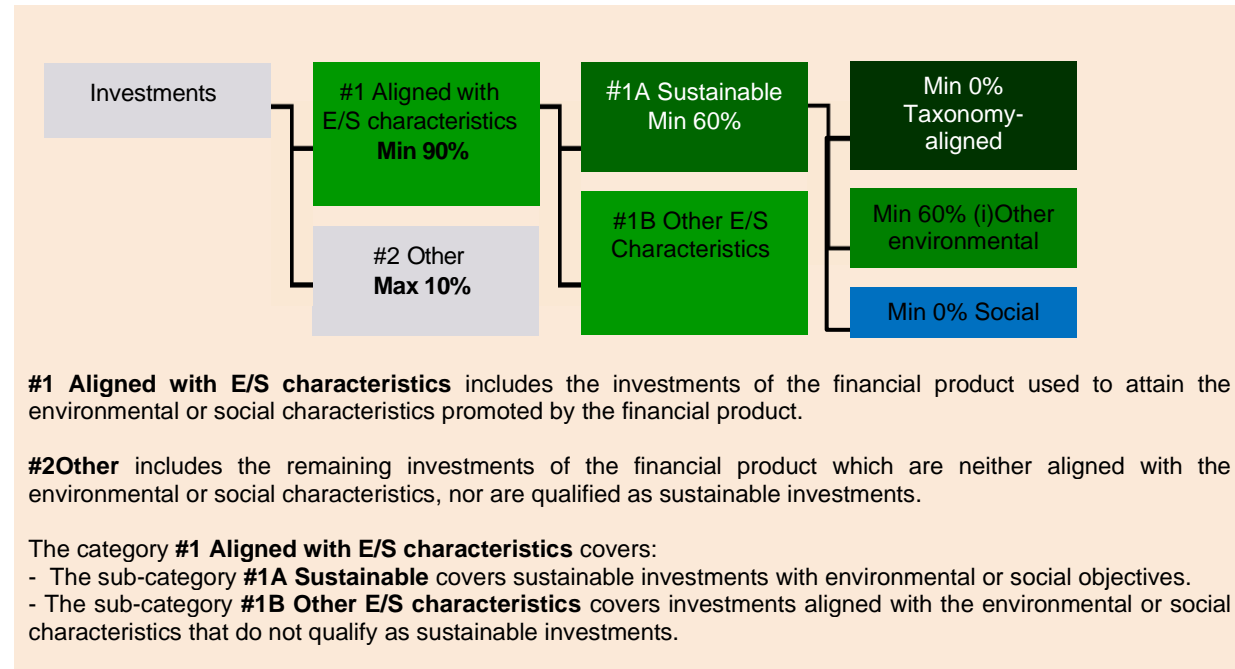 Investments
#1 Aligned with
E/S characteristics
Min 90%
#2 Other
Max 10%
#1A Sustainable
Min 60%
#1B Other E/S
Characteristics
Min 0%
Taxonomy-
aligned
Min 60% (i)Other
environmental
Min 0% Social
#1 Aligned with E/S characteristics includes the investments of the financial product used to attain the
environmental or social characteristics promoted by the financial product.
#2Other includes the remaining investments of the financial product which are neither aligned with the
environmental or social characteristics, nor are qualified as sustainable investments.
The category #1 Aligned with E/S characteristics covers:
- The sub-category #1A Sustainable covers sustainable investments with environmental or social objectives.
- The sub-category #1B Other E/S characteristics covers investments aligned with the environmental or social
characteristics that do not qualify as sustainable investments.